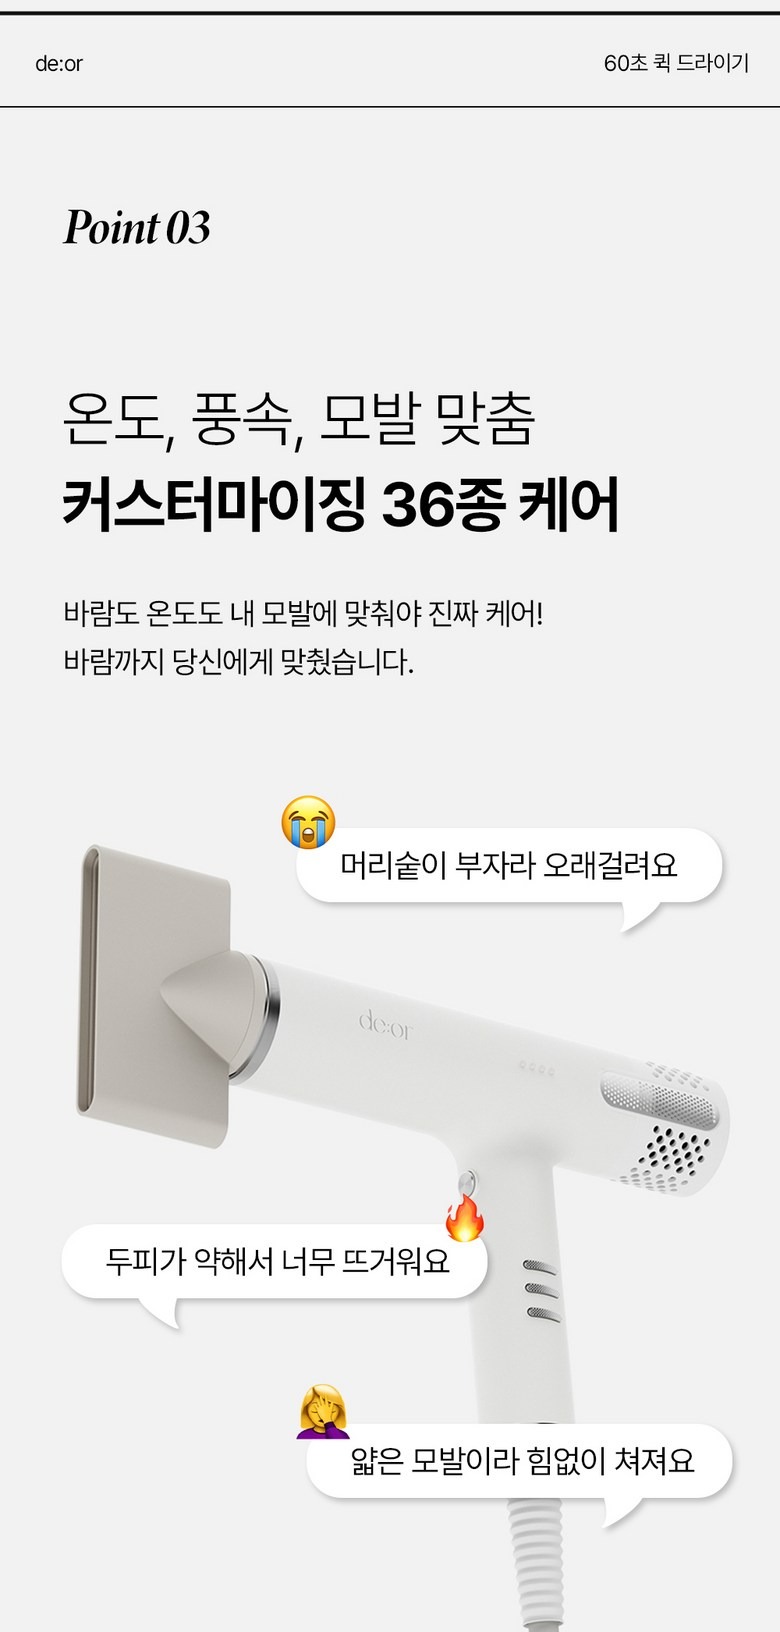 de:or
60초 퀵 드라이기
Point 03
온도, 풍속, 모발 맞춤
커스터마이징 36종 케어
바람도 온도도 내 모발에 맞춰야 진짜 케어!
바람까지 당신에게 맞췄습니다.
머리숱이 부자라 오래걸려요
de:or
두피가 약해서 너무 뜨거워요
얇은 모발이라 힘없이 쳐져요